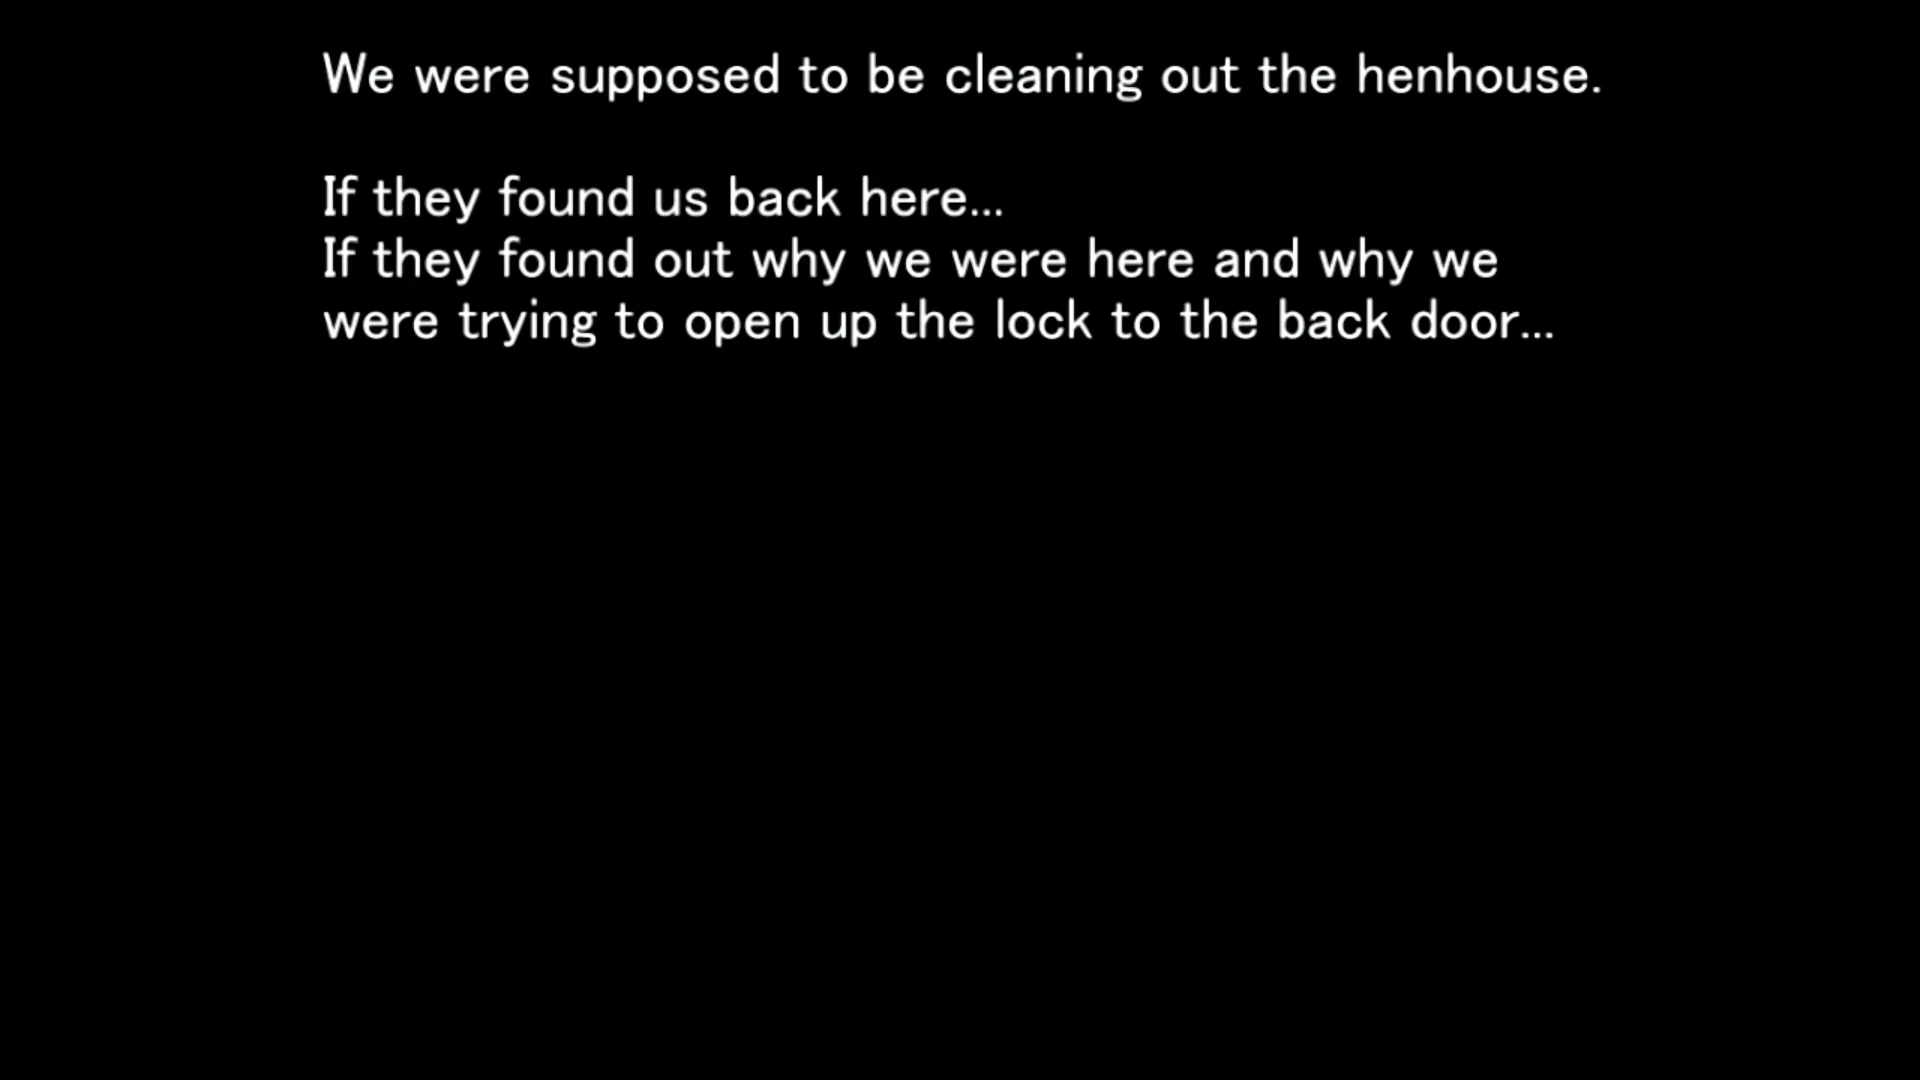 We were supposed to be cleaning out the henhouse.
If they found us back here...
If they found out why we were here and why we
were trying to open up the lock to the back door...